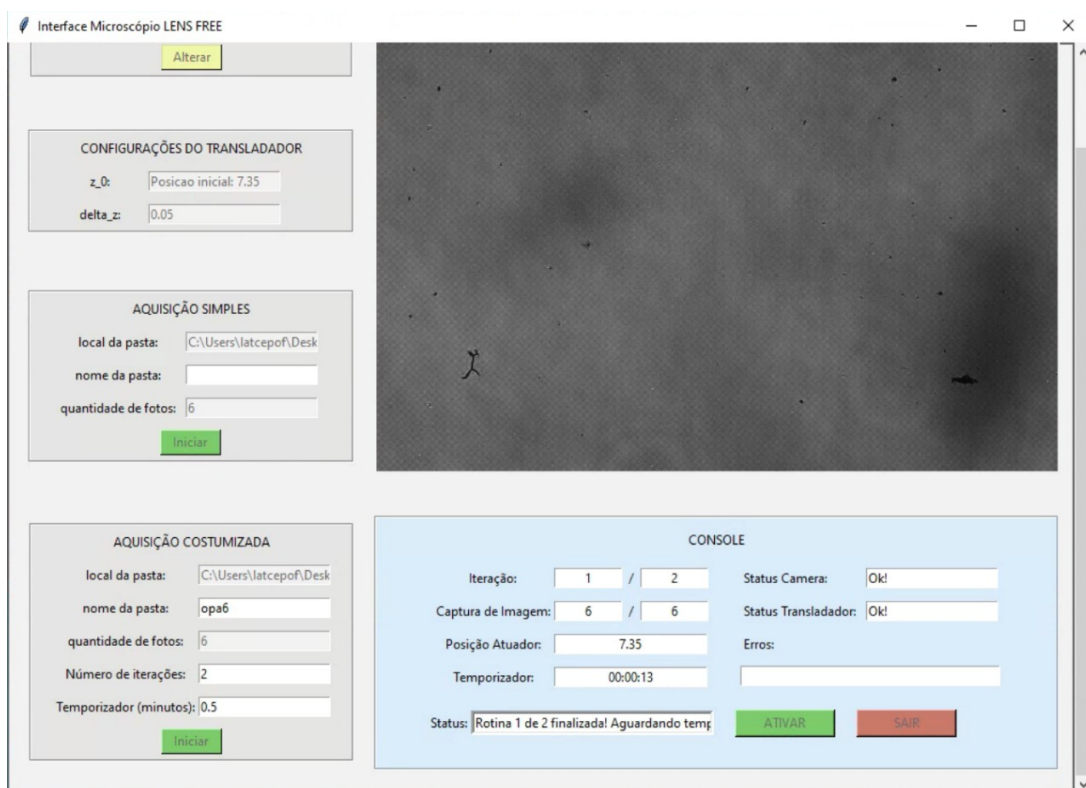 Interface Microscópio LENS FREE
Alterar
CONFIGURAÇÕES DO TRANSLADADOR
z_0: Posicao inicial: 7.35
delta_z: 0.05
AQUISIÇÃO SIMPLES
local da pasta: C:\Users\latcepof\Desk
nome da pasta:
quantidade de fotos: 6
Iniciar
AQUISIÇÃO COSTUMIZADA
local da pasta: C:\Users\latcepof\Desk
nome da pasta: opa6
quantidade de fotos: 6
Número de iterações: 2
Temporizador (minutos): 0.5
Iniciar
CONSOLE
Iteração: 1 / 2 Status Camera: Ok!
Captura de Imagem: 6 / 6 Status Transladador: Ok!
Posição Atuador: 7.35 Erros:
Temporizador: 00:00:13
Status: Rotina 1 de 2 finalizada! Aguardando temp ATIVAR SAIR